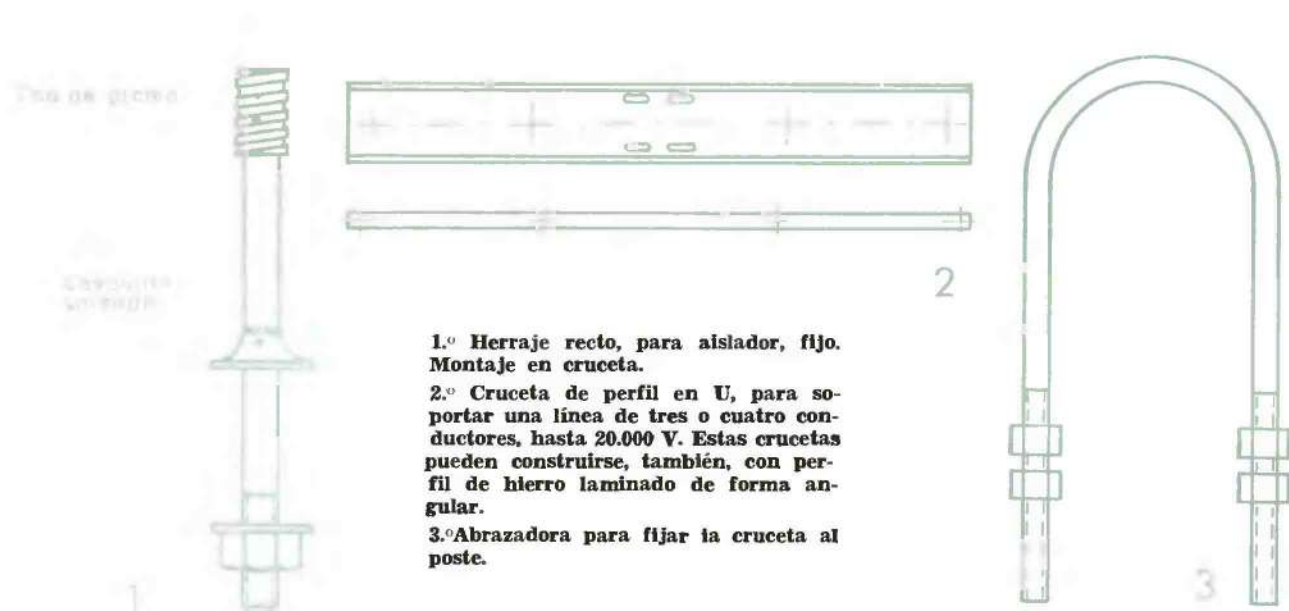 de plomo
2
1.º Herraje recto, para aislador, fijo.
Montaje en cruceta.
2.º Cruceta de perfil en U, para so-
portar una línea de tres o cuatro con-
ductores, hasta 20.000 V. Estas crucetas
pueden construirse, también, con per-
fil de hierro laminado de forma an-
gular.
3.ºAbrazadora para fijar la cruceta al
poste.
1
3